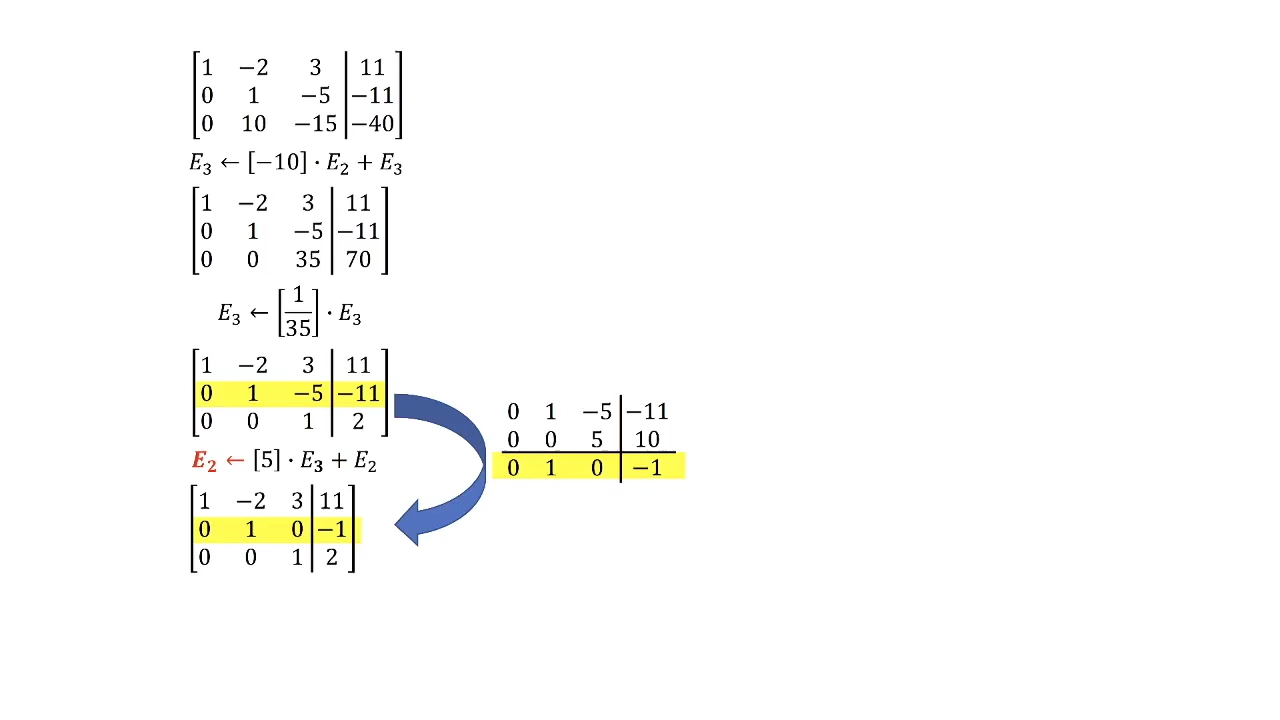 1 −2 3 11
0 1 −5 −11
0 10 −15 −40
E₃ ← [−10] · E₂ + E₃
1 −2 3 11
0 1 −5 −11
0 0 35 70
E₃ ← [1/35] · E₃
1 −2 3 11
0 1 −5 −11
0 0 1 2
E₂ ← [5] · E₃ + E₂
1 −2 3 11
0 1 0 −1
0 0 1 2
0 1 −5 −11
0 0 5 10
0 1 0 −1